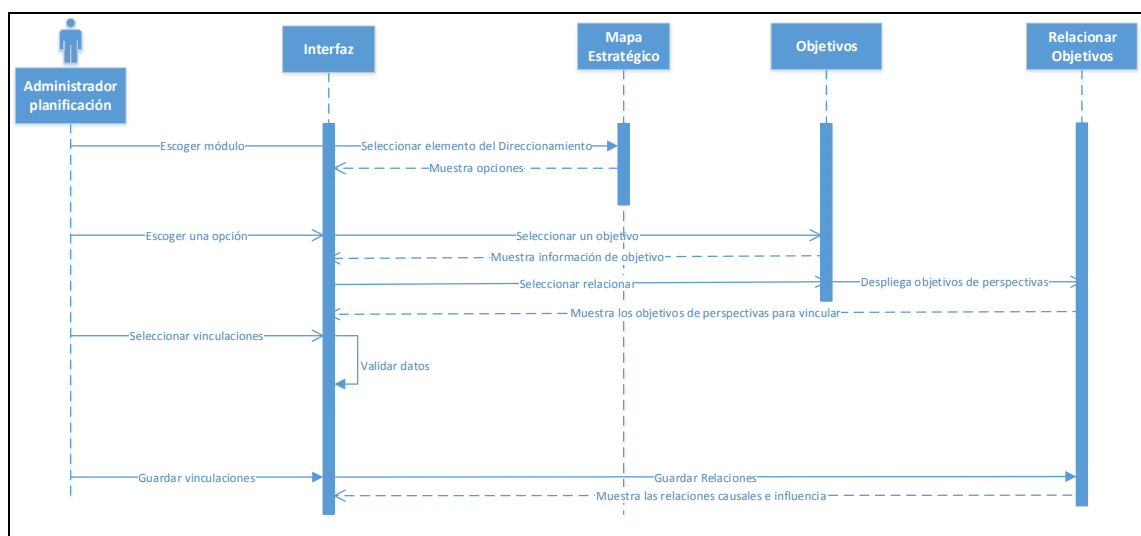 Administrador
planificación
Interfaz
Mapa
Estratégico
Objetivos
Relacionar
Objetivos
Escoger módulo
Seleccionar elemento del Direccionamiento
Muestra opciones
Escoger una opción
Seleccionar un objetivo
Muestra información de objetivo
Seleccionar relacionar
Despliega objetivos de perspectivas
Muestra los objetivos de perspectivas para vincular
Seleccionar vinculaciones
Validar datos
Guardar vinculaciones
Guardar Relaciones
Muestra las relaciones causales e influencia